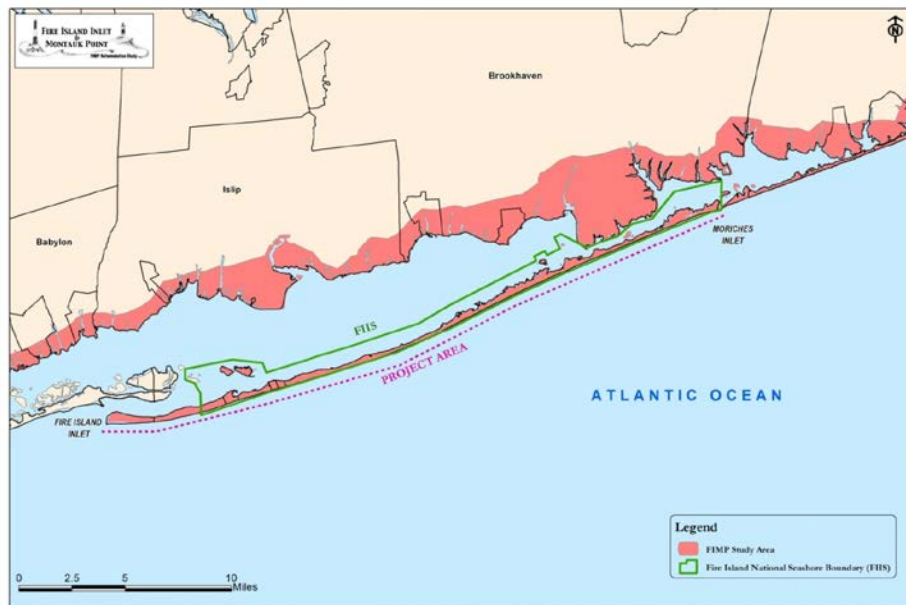 FIRE ISLAND INLET
MONTAUK POINT
N
Brookhaven
Islip
Babylon
MORICHES
INLET
FIIS
PROJECT AREA
ATLANTIC OCEAN
FIRE ISLAND
INLET
Legend
FIMP Study Area
Fire Island National Seashore Boundary (FIIS)
0 2.5 5 10
Miles